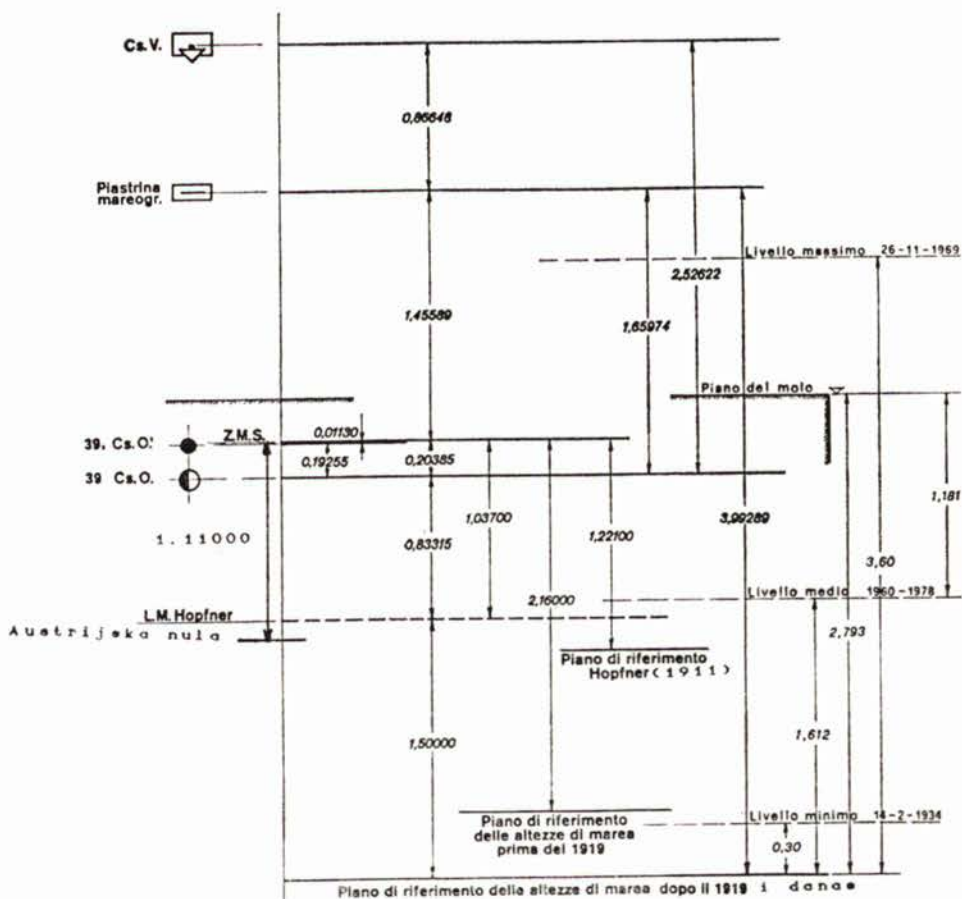 Cs.V.
0,86648
Piastrina
mareogr.
Livello massimo 26-11-1969
2,52622
1,45589
1,65974
Piano del molo
Z.M.S.
0,01130
39. Cs.O'.
0,19255
0,20385
39 Cs.O.
1,181
1,03700
3,99289
1.11000
0,83315
1,22100
3,60
Livello medio 1960-1978
L.M. Hopfner
2,16000
Austrijska nula
2,793
Piano di riferimento
Hopfner (1911)
1,50000
1,612
Livello minimo 14-2-1934
Piano di riferimento
delle altezze di marea
prima del 1919
0,30
Piano di riferimento delle altezze di marea dopo il 1919 i danas